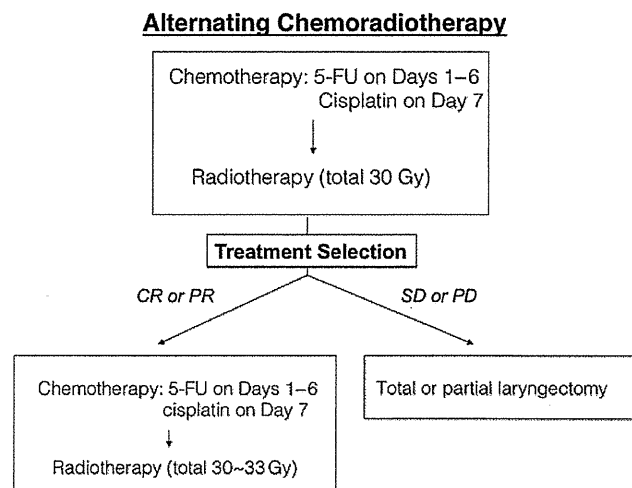 Alternating Chemoradiotherapy
Chemotherapy: 5-FU on Days 1–6
Cisplatin on Day 7
Radiotherapy (total 30 Gy)
Treatment Selection
CR or PR
SD or PD
Chemotherapy: 5-FU on Days 1–6
cisplatin on Day 7
Radiotherapy (total 30~33 Gy)
Total or partial laryngectomy